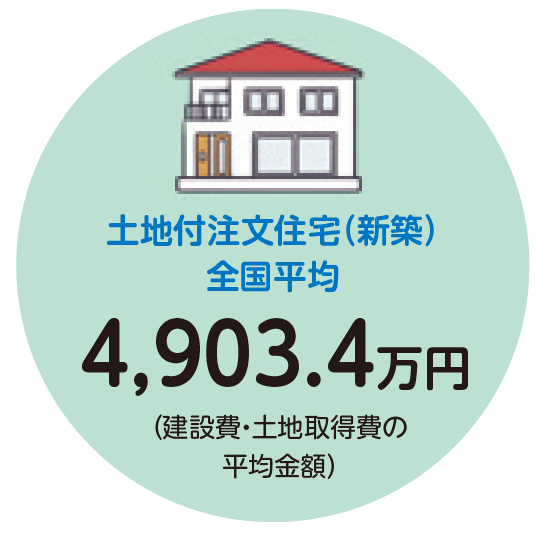 土地付注文住宅(新築)
全国平均
4,903.4万円
(建設費・土地取得費の
平均金額)